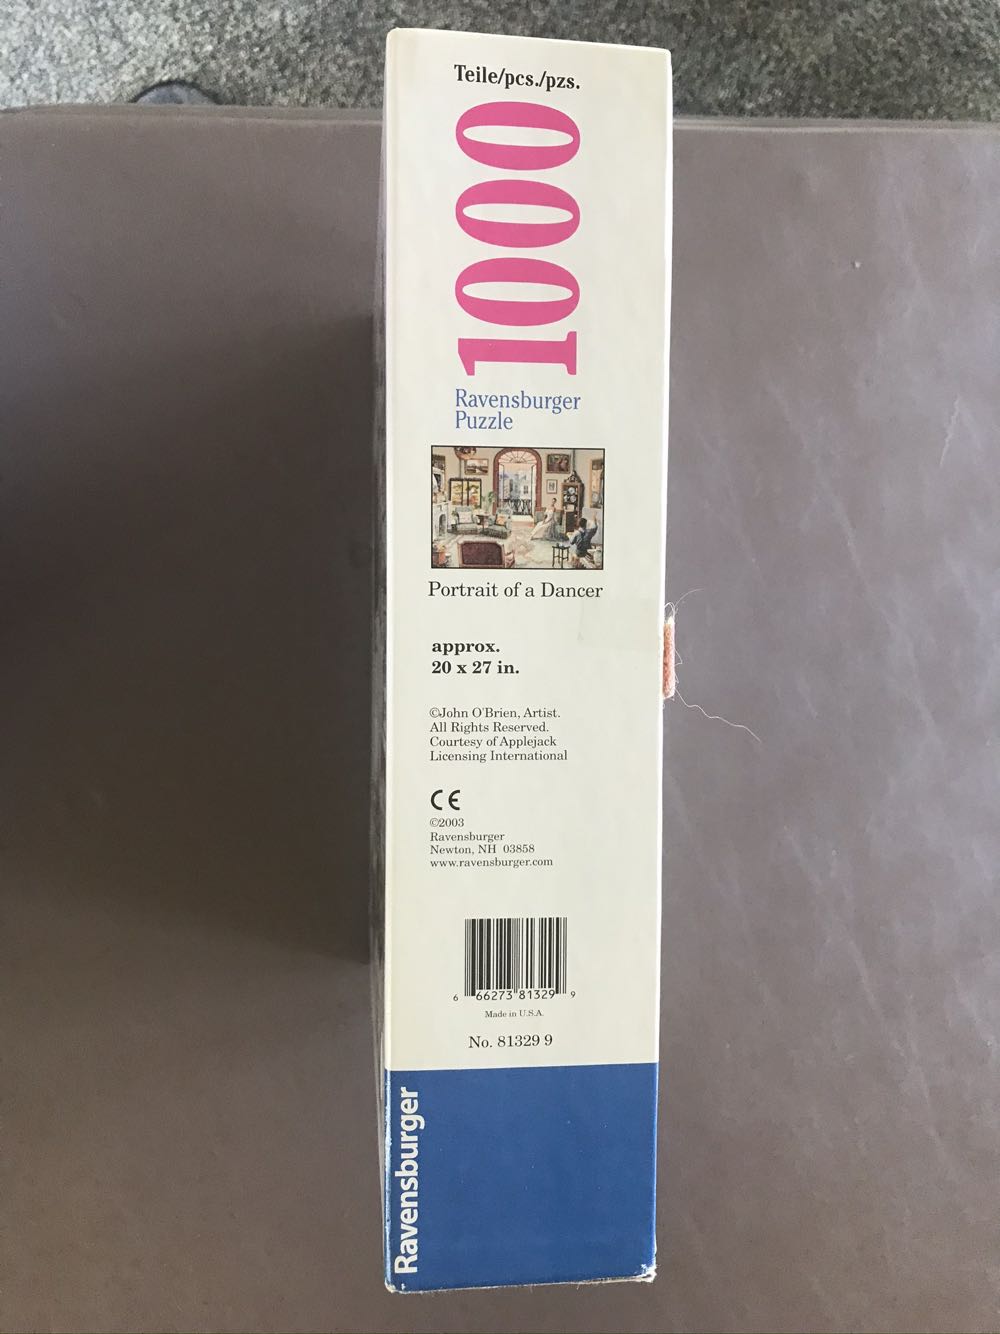 Teile/pcs./pzs.
1000
Ravensburger
Puzzle
Portrait of a Dancer
approx.
20 x 27 in.
©John O'Brien, Artist.
All Rights Reserved.
Courtesy of Applejack
Licensing International
CE
©2003
Ravensburger
Newton, NH 03858
www.ravensburger.com
6 66273 81329 9
Made in U.S.A.
No. 81329 9
Ravensburger